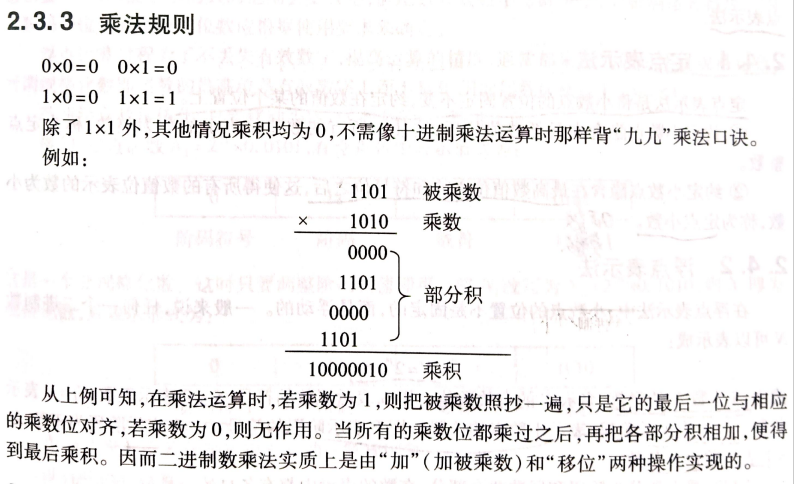 2.3.3 乘法规则
0×0=0 0×1=0
1×0=0 1×1=1
除了1×1外,其他情况乘积均为0,不需像十进制乘法运算时那样背“九九”乘法口诀。
例如:
1101 被乘数
× 1010 乘数
0000
1101
部分积
0000
1101
10000010 乘积
从上例可知,在乘法运算时,若乘数为1,则把被乘数照抄一遍,只是它的最后一位与相应
的乘数位对齐,若乘数为0,则无作用。当所有的乘数位都乘过之后,再把各部分积相加,便得
到最后乘积。因而二进制数乘法实质上是由“加”(加被乘数)和“移位”两种操作实现的。